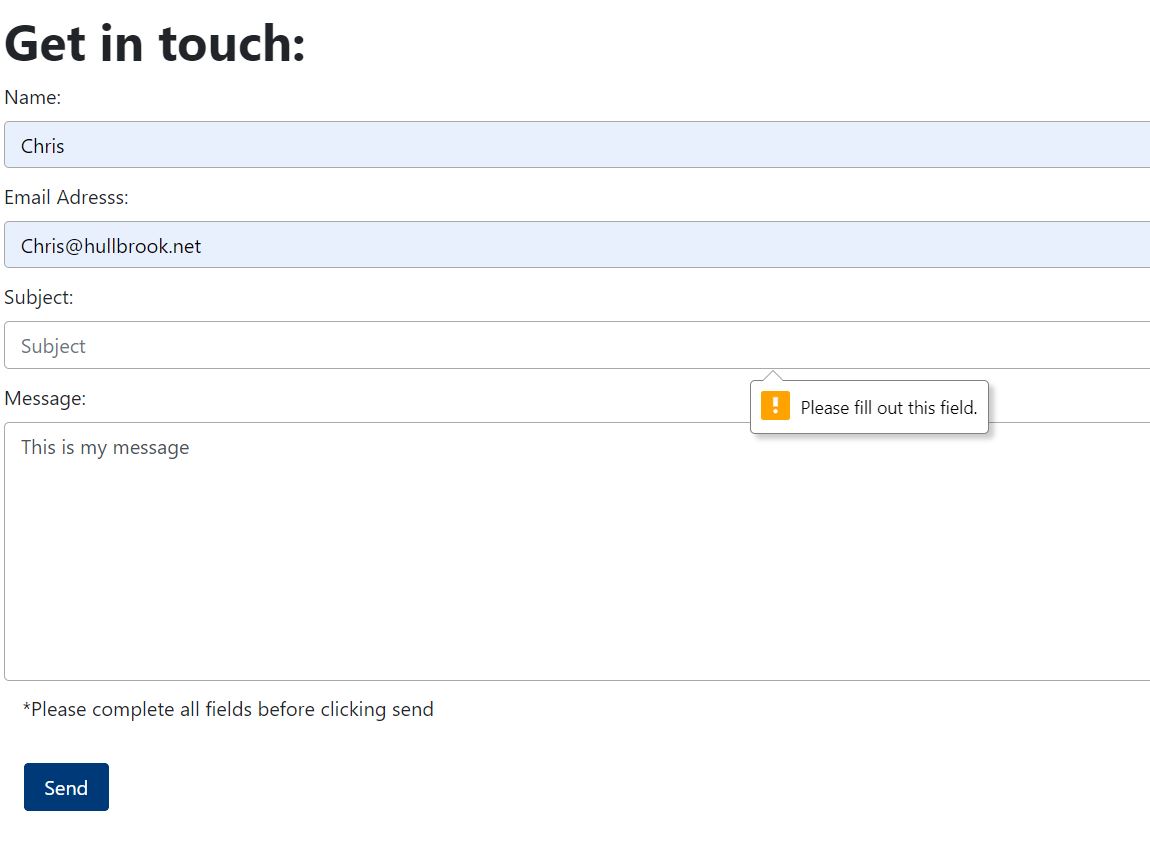 Get in touch:
Name:
Chris
Email Adresss:
Chris@hullbrook.net
Subject:
Subject
Message:
Please fill out this field.
This is my message
*Please complete all fields before clicking send
Send